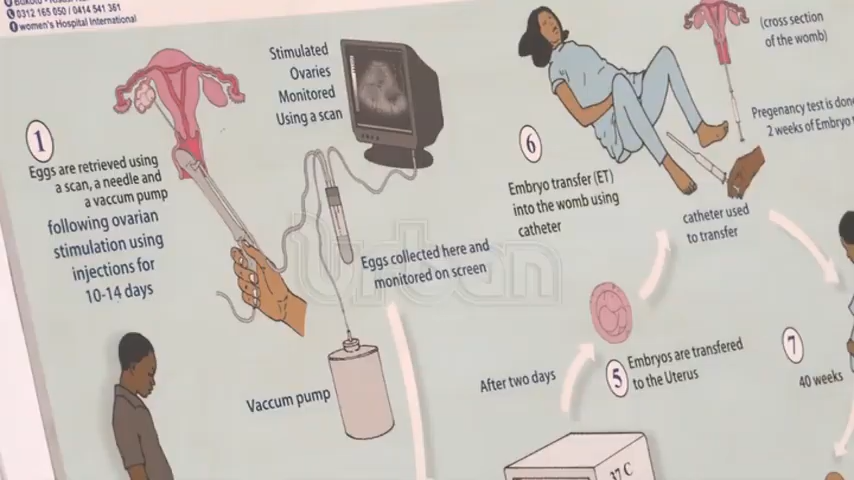 0312 165 050 / 0414 541 361
women's Hospital International
Stimulated
Ovaries
Monitored
Using a scan
1
Eggs are retrieved using
a scan, a needle and
a vaccum pump
following ovarian
stimulation using
injections for
10-14 days
Eggs collected here and
monitored on screen
Vaccum pump
(cross section
of the womb)
Pregenancy test is done
2 weeks of Embryo
6
Embryo transfer (ET)
into the womb using
catheter
catheter used
to transfer
After two days
5
Embryos are transfered
to the Uterus
7
40 weeks
37 C
Urban